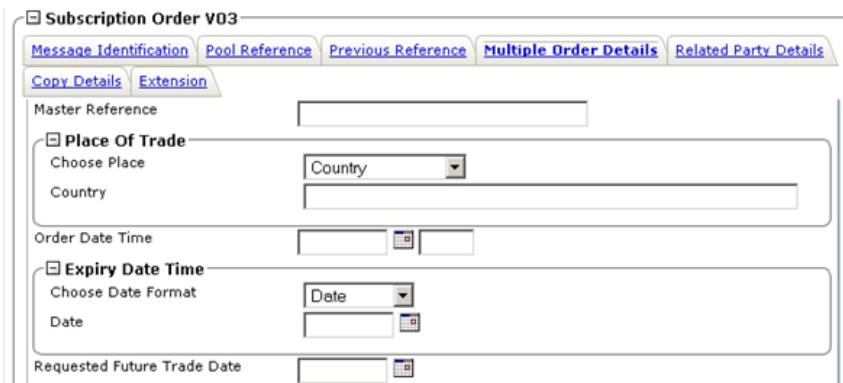 Subscription Order V03
Message Identification Pool Reference Previous Reference Multiple Order Details Related Party Details
Copy Details Extension
Master Reference
Place Of Trade
Choose Place Country
Country
Order Date Time
Expiry Date Time
Choose Date Format Date
Date
Requested Future Trade Date